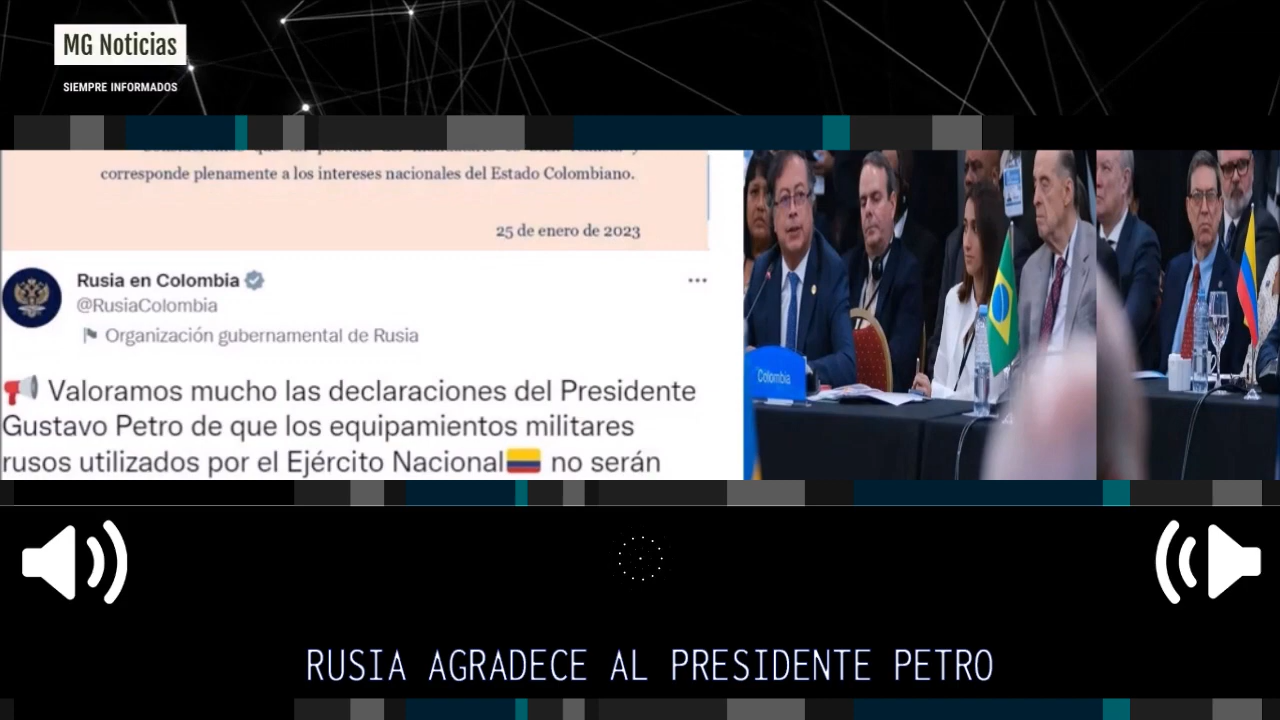 MG Noticias
SIEMPRE INFORMADOS
corresponde plenamente a los intereses nacionales del Estado Colombiano.
25 de enero de 2023
Rusia en Colombia
@RusiaColombia
Organización gubernamental de Rusia
Valoramos mucho las declaraciones del Presidente
Gustavo Petro de que los equipamientos militares
rusos utilizados por el Ejército Nacional🇨🇴 no serán
Colombia
RUSIA AGRADECE AL PRESIDENTE PETRO